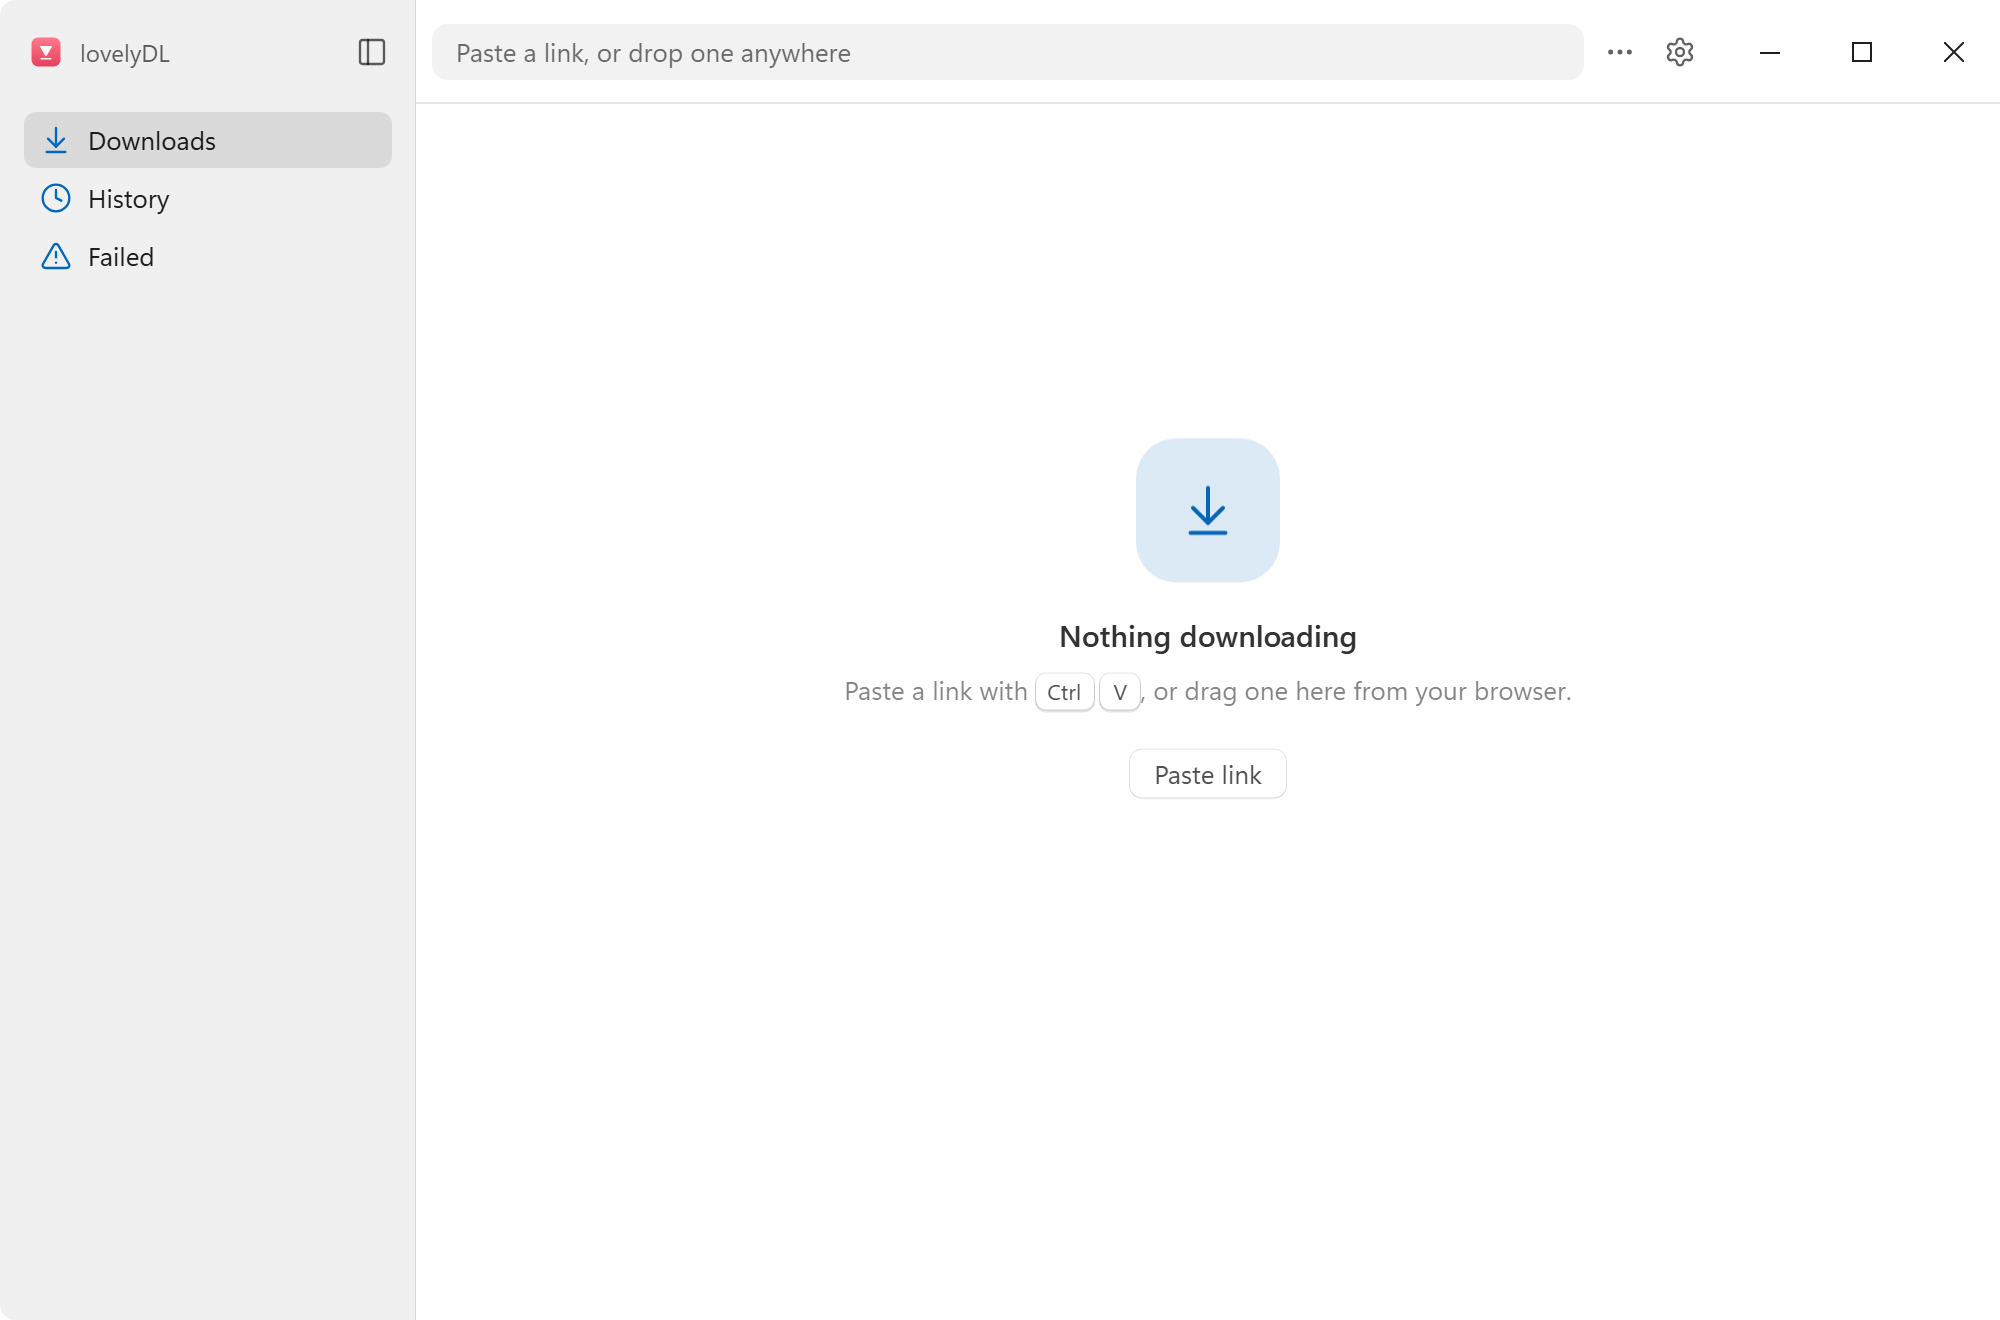 lovelyDL
Paste a link, or drop one anywhere
Downloads
History
Failed
Nothing downloading
Paste a link with Ctrl V, or drag one here from your browser.
Paste link